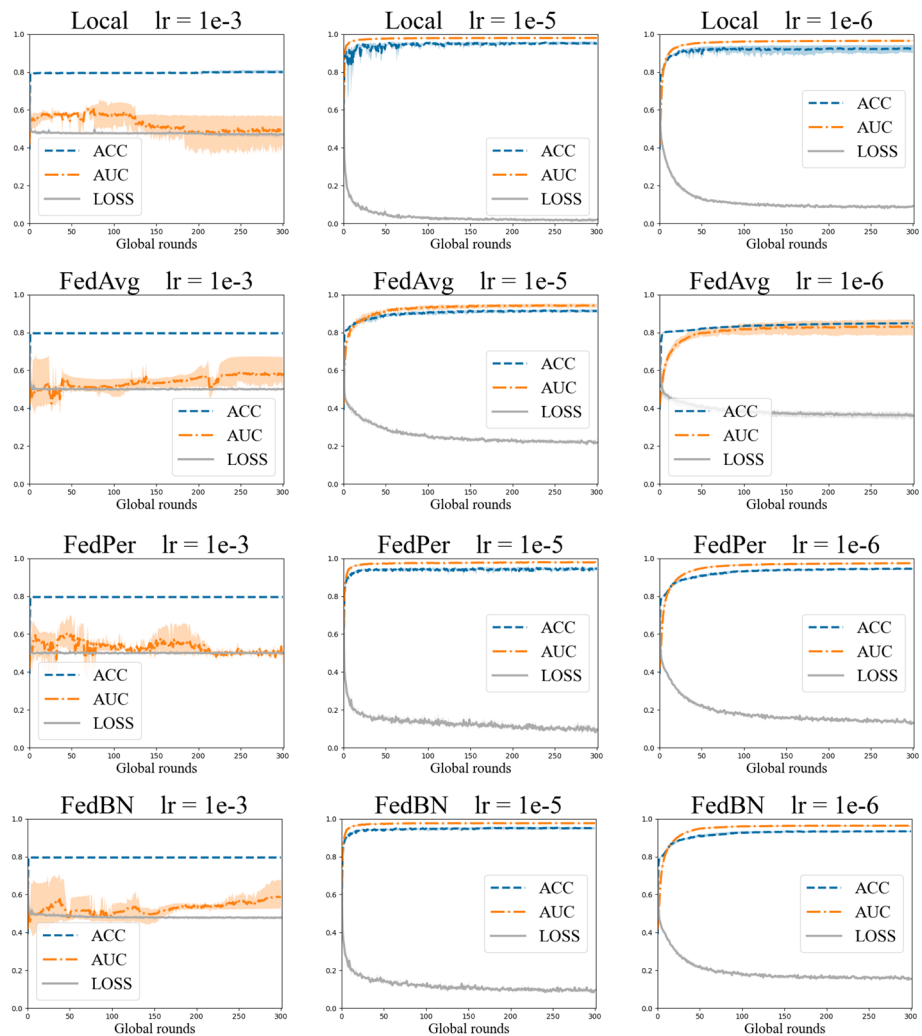 Local lr = 1e-3
Local lr = 1e-5
Local lr = 1e-6
1.0
0.8
0.6
0.4
0.2
0.0
ACC
AUC
LOSS
0 50 100 150 200 250 300
Global rounds
1.0
0.8
0.6
0.4
0.2
0.0
ACC
AUC
LOSS
0 50 100 150 200 250 300
Global rounds
1.0
0.8
0.6
0.4
0.2
0.0
ACC
AUC
LOSS
0 50 100 150 200 250 300
Global rounds
FedAvg lr = 1e-3
FedAvg lr = 1e-5
FedAvg lr = 1e-6
1.0
0.8
0.6
0.4
0.2
0.0
ACC
AUC
LOSS
0 50 100 150 200 250 300
Global rounds
1.0
0.8
0.6
0.4
0.2
0.0
ACC
AUC
LOSS
0 50 100 150 200 250 300
Global rounds
1.0
0.8
0.6
0.4
0.2
0.0
ACC
AUC
LOSS
0 50 100 150 200 250 300
Global rounds
FedPer lr = 1e-3
FedPer lr = 1e-5
FedPer lr = 1e-6
1.0
0.8
0.6
0.4
0.2
0.0
ACC
AUC
LOSS
0 50 100 150 200 250 300
Global rounds
1.0
0.8
0.6
0.4
0.2
0.0
ACC
AUC
LOSS
0 50 100 150 200 250 300
Global rounds
1.0
0.8
0.6
0.4
0.2
0.0
ACC
AUC
LOSS
0 50 100 150 200 250 300
Global rounds
FedBN lr = 1e-3
FedBN lr = 1e-5
FedBN lr = 1e-6
1.0
0.8
0.6
0.4
0.2
0.0
ACC
AUC
LOSS
0 50 100 150 200 250 300
Global rounds
1.0
0.8
0.6
0.4
0.2
0.0
ACC
AUC
LOSS
0 50 100 150 200 250 300
Global rounds
1.0
0.8
0.6
0.4
0.2
0.0
ACC
AUC
LOSS
0 50 100 150 200 250 300
Global rounds